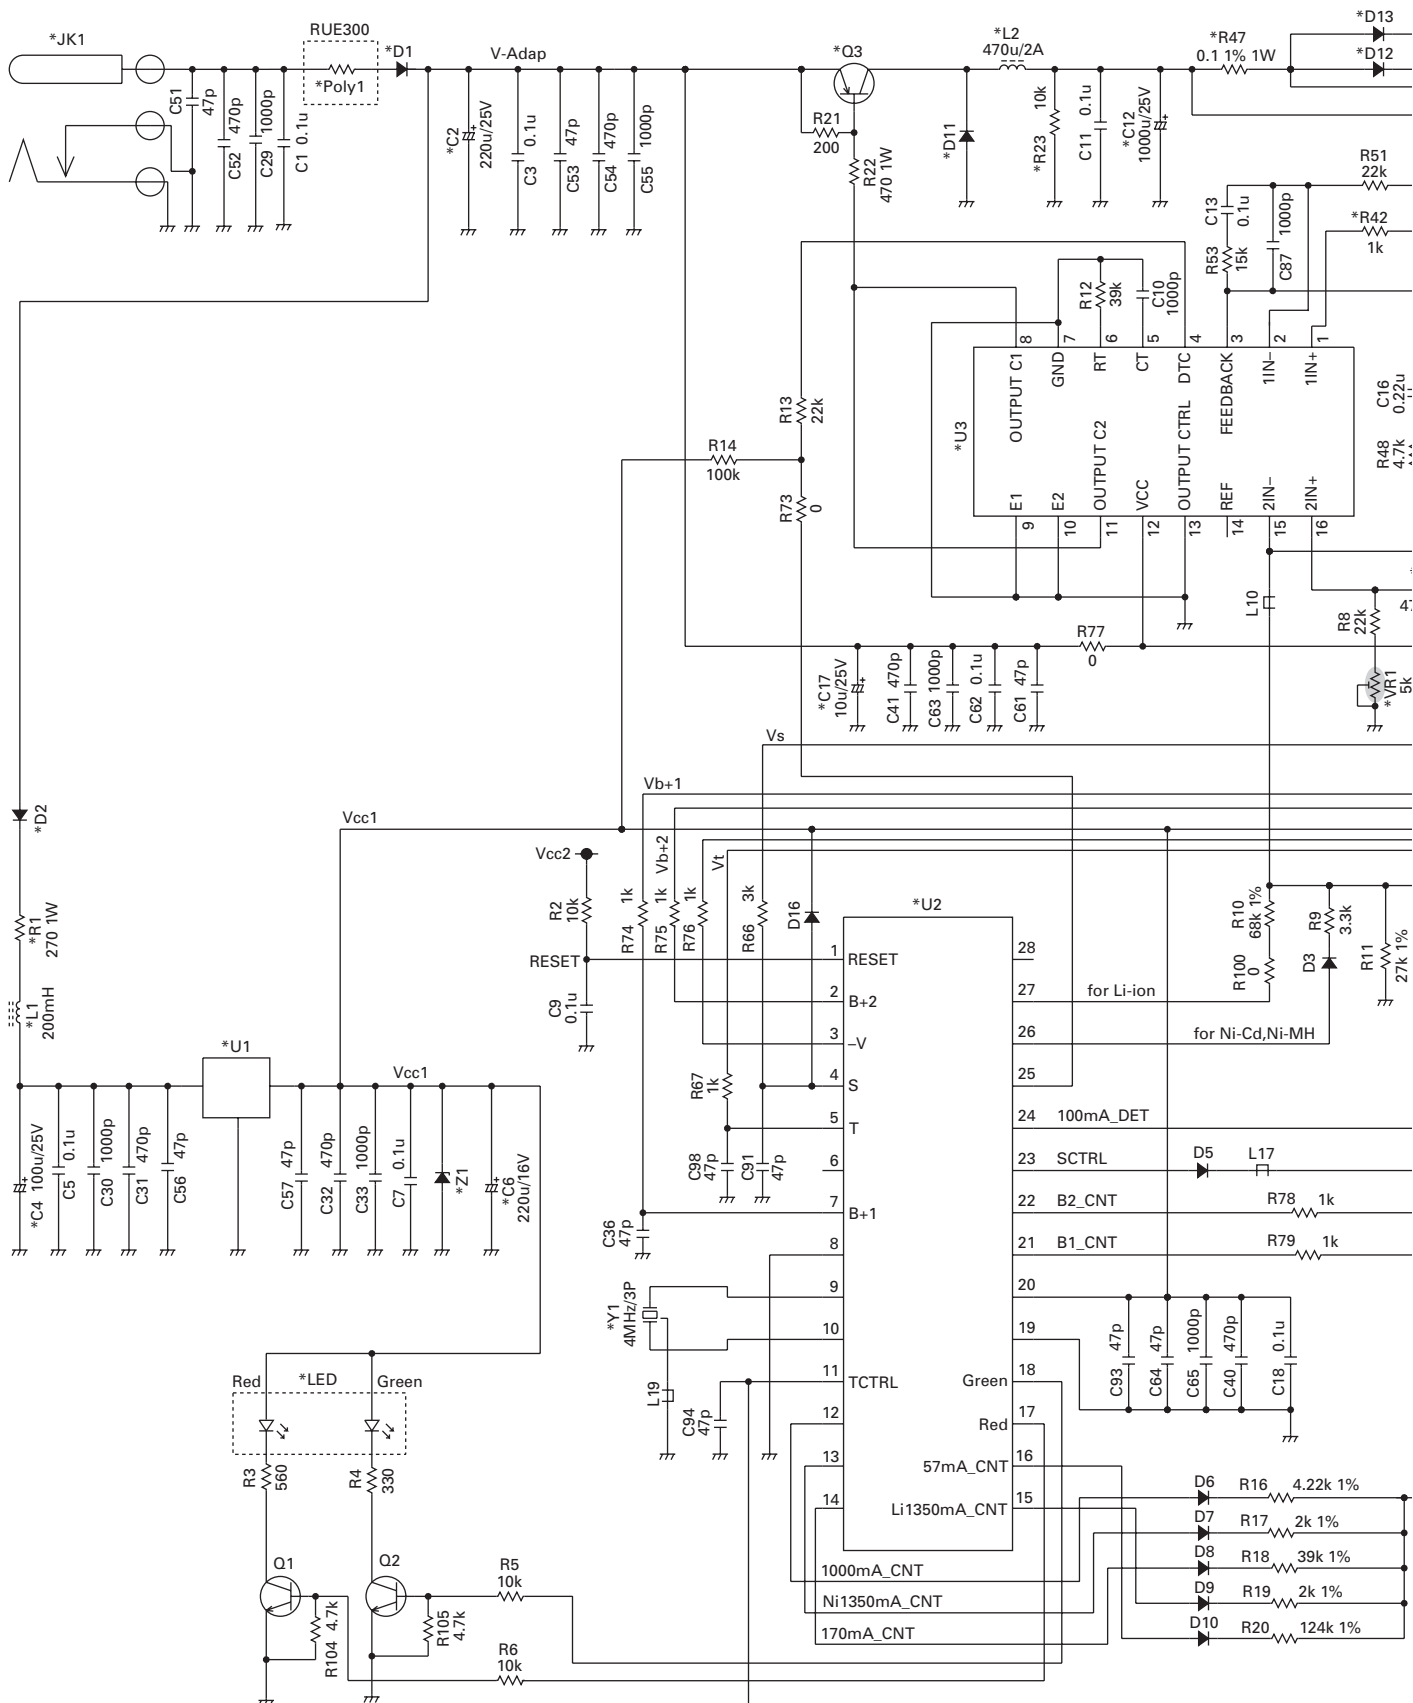 *JK1
RUE300
*Poly1
*D1
V-Adap
*Q3
*L2
470u/2A
*R47
0.1 1% 1W
*D13
*D12
C51
47p
470p
C52
1000p
C29
0.1u
C1
*C2
220u/25V
0.1u
C3
47p
C53
470p
C54
1000p
C55
R21
200
R22
470 1W
*D11
10k
*R23
0.1u
C11
*C12
1000u/25V
R51
22k
*R42
1k
C13
0.1u
R53
15k
1000p
C87
R12
39k
C10
1000p
8
7
6
5
4
3
2
1
OUTPUT C1
GND
RT
CT
DTC
FEEDBACK
1IN–
1IN+
*U3
E1
E2
OUTPUT C2
VCC
OUTPUT CTRL
REF
2IN–
2IN+
9
10
11
12
13
14
15
16
C16
0.22u
R48
4.7k
R13
22k
R14
100k
R73
0
L10
R8
22k
*
47
*VR1
5k
R77
0
*C17
10u/25V
470p
C41
1000p
C63
0.1u
C62
47p
C61
Vs
Vb+1
Vcc1
Vb+2
Vt
Vcc2
*D2
*R1
270 1W
*L1
200mH
R2
10k
RESET
C9
0.1u
1k
R74
1k
R75
1k
R76
3k
R66
D16
*U2
1
RESET
2
B+2
3
–V
4
S
5
T
6
7
B+1
8
9
10
11
TCTRL
12
13
14
28
27
for Li-ion
26
for Ni-Cd,Ni-MH
25
24
100mA_DET
23
SCTRL
22
B2_CNT
21
B1_CNT
20
19
18
Green
17
Red
16
57mA_CNT
15
Li1350mA_CNT
R10
68k 1%
R100
0
R9
3.3k
D3
R11
27k 1%
D5
L17
R78
1k
R79
1k
*U1
Vcc1
*C4
100u/25V
0.1u
C5
1000p
C30
470p
C31
47p
C56
47p
C57
470p
C32
1000p
C33
0.1u
C7
*Z1
*C6
220u/16V
R67
1k
C98
47p
C91
47p
C36
47p
*Y1
4MHz/3P
L19
C94
47p
47p
C93
47p
C64
1000p
C65
470p
C40
0.1u
C18
Red
*LED
Green
R3
560
R4
330
Q1
Q2
R5
10k
R104
4.7k
R105
4.7k
R6
10k
1000mA_CNT
Ni1350mA_CNT
170mA_CNT
D6
R16
4.22k 1%
D7
R17
2k 1%
D8
R18
39k 1%
D9
R19
2k 1%
D10
R20
124k 1%